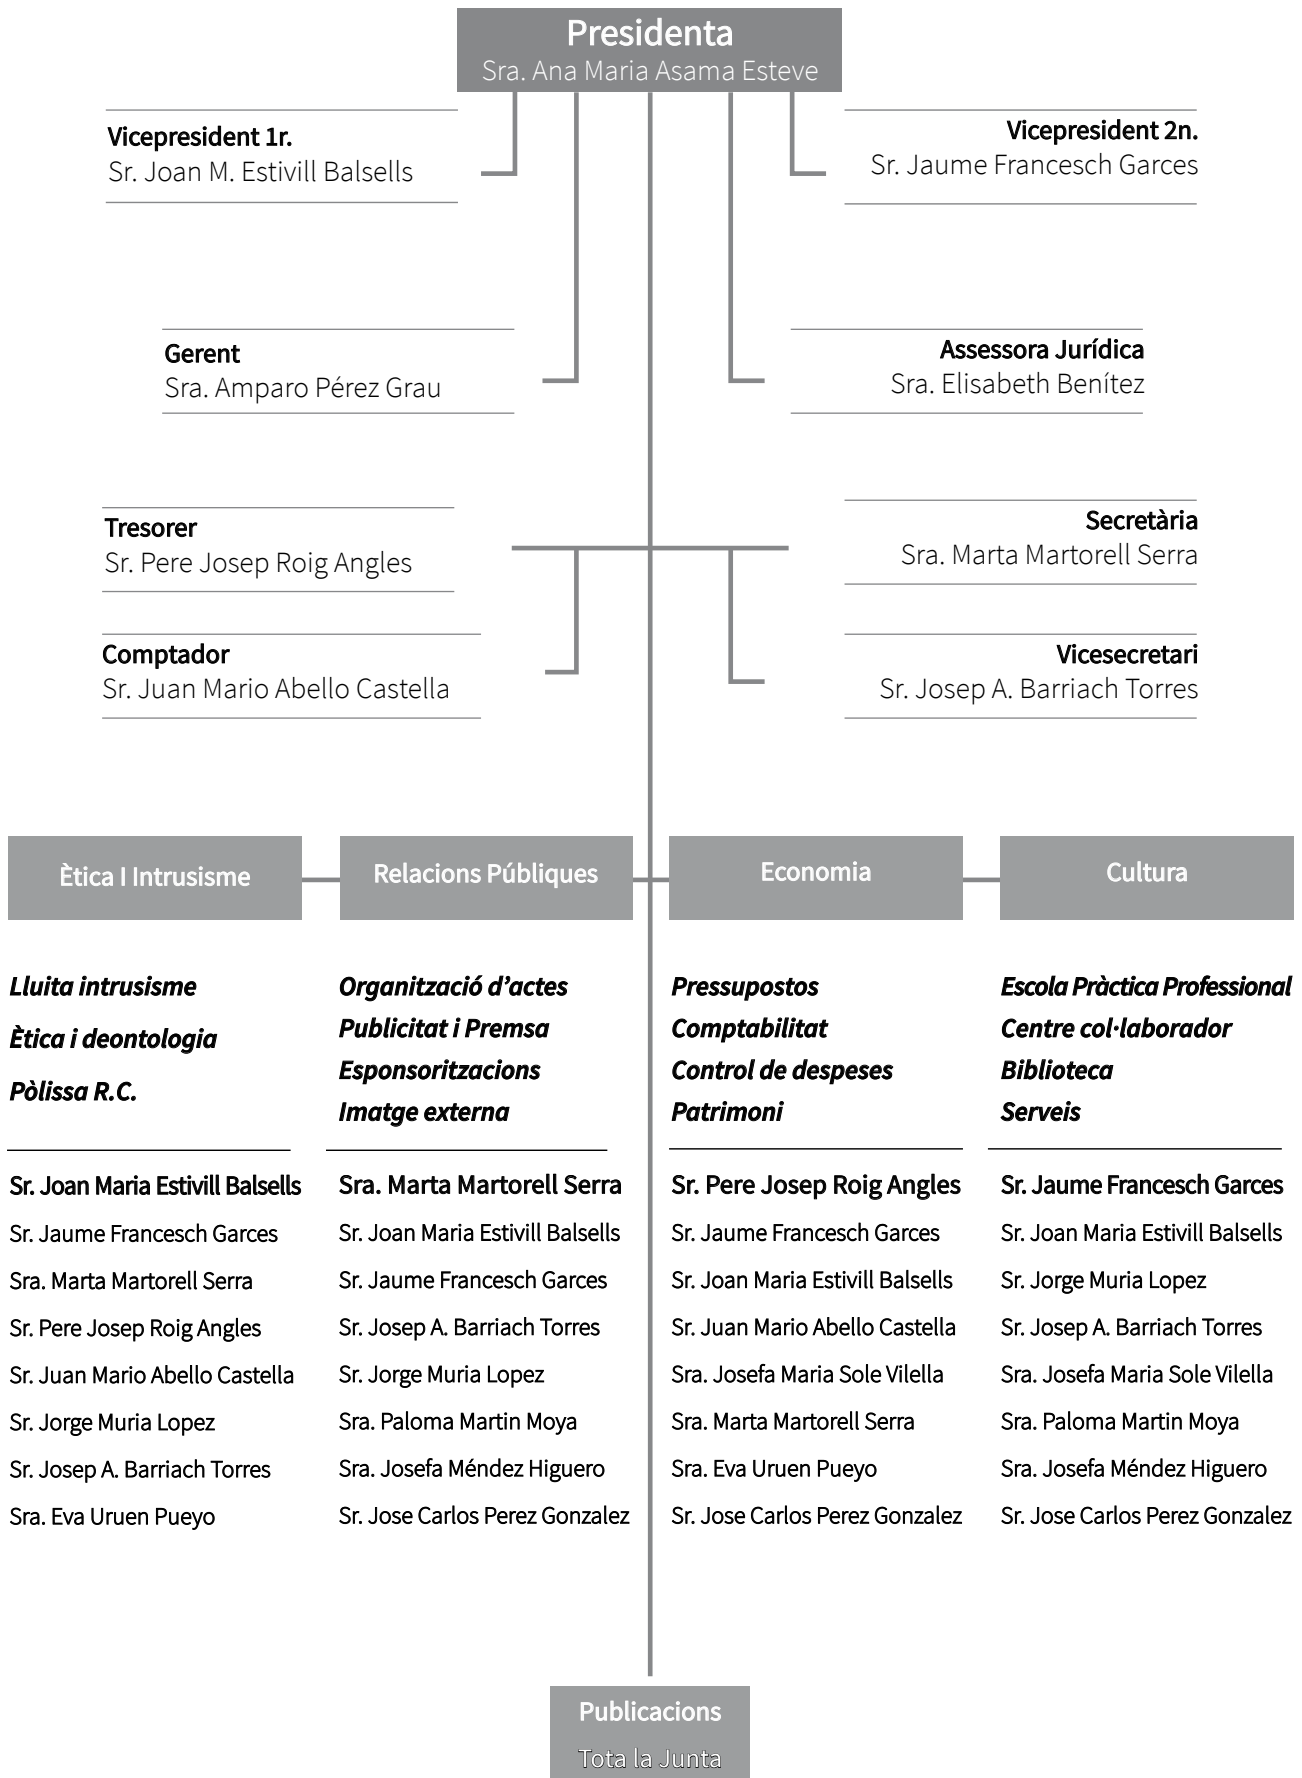 Presidenta
Sra. Ana Maria Asama Esteve
Vicepresident 1r.
Sr. Joan M. Estivill Balsells
Vicepresident 2n.
Sr. Jaume Francesch Garces
Gerent
Sra. Amparo Pérez Grau
Assessora Jurídica
Sra. Elisabeth Benítez
Tresorer
Sr. Pere Josep Roig Angles
Secretària
Sra. Marta Martorell Serra
Comptador
Sr. Juan Mario Abello Castella
Vicesecretari
Sr. Josep A. Barriach Torres
Ètica I Intrusisme
Lluita intrusisme
Ètica i deontologia
Pòlissa R.C.
Sr. Joan Maria Estivill Balsells
Sr. Jaume Francesch Garces
Sra. Marta Martorell Serra
Sr. Pere Josep Roig Angles
Sr. Juan Mario Abello Castella
Sr. Jorge Muria Lopez
Sr. Josep A. Barriach Torres
Sra. Eva Uruen Pueyo
Relacions Públiques
Organització d’actes
Publicitat i Premsa
Esponsoritzacions
Imatge externa
Sra. Marta Martorell Serra
Sr. Joan Maria Estivill Balsells
Sr. Jaume Francesch Garces
Sr. Josep A. Barriach Torres
Sr. Jorge Muria Lopez
Sra. Paloma Martin Moya
Sra. Josefa Méndez Higuero
Sr. Jose Carlos Perez Gonzalez
Economia
Pressupostos
Comptabilitat
Control de despeses
Patrimoni
Sr. Pere Josep Roig Angles
Sr. Jaume Francesch Garces
Sr. Joan Maria Estivill Balsells
Sr. Juan Mario Abello Castella
Sra. Josefa Maria Sole Vilella
Sra. Marta Martorell Serra
Sra. Eva Uruen Pueyo
Sr. Jose Carlos Perez Gonzalez
Cultura
Escola Pràctica Professional
Centre col·laborador
Biblioteca
Serveis
Sr. Jaume Francesch Garces
Sr. Joan Maria Estivill Balsells
Sr. Jorge Muria Lopez
Sr. Josep A. Barriach Torres
Sra. Josefa Maria Sole Vilella
Sra. Paloma Martin Moya
Sra. Josefa Méndez Higuero
Sr. Jose Carlos Perez Gonzalez
Publicacions
Tota la Junta